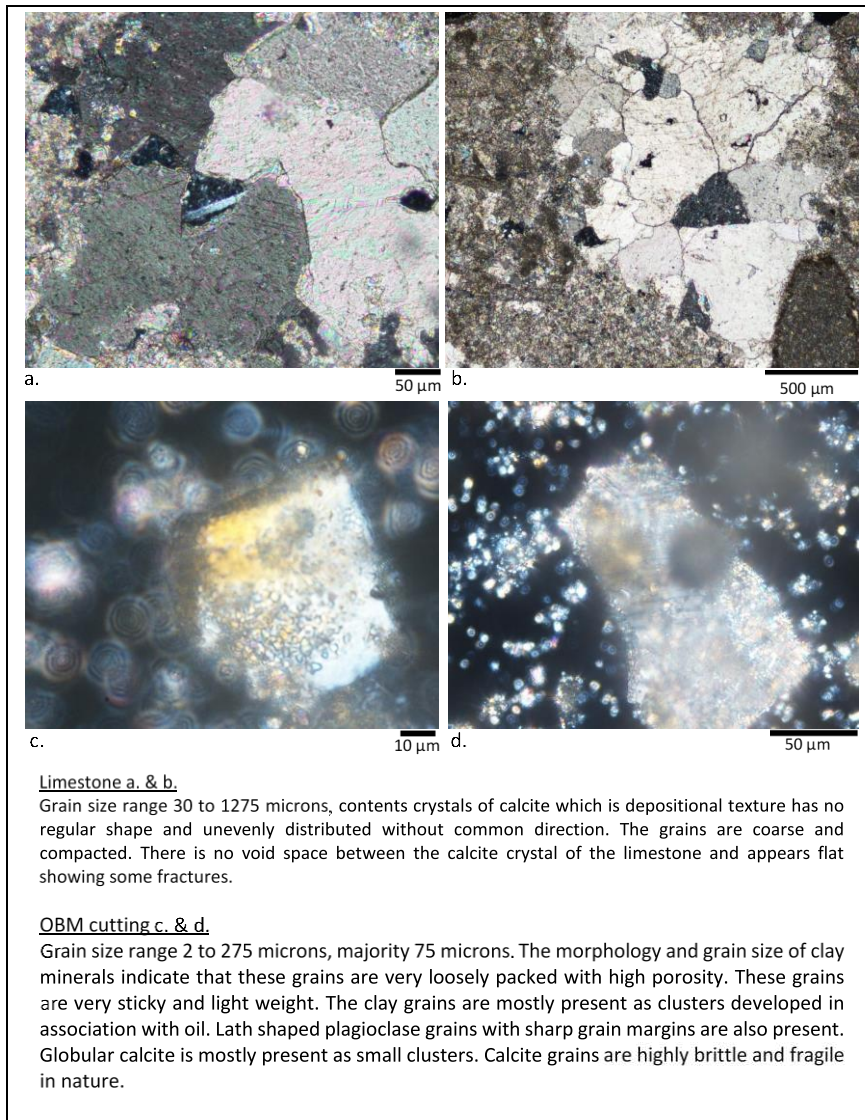 a.
50 µm
b.
500 µm
c.
10 µm
d.
50 µm
Limestone a. & b.
Grain size range 30 to 1275 microns, contents crystals of calcite which is depositional texture has no
regular shape and unevenly distributed without common direction. The grains are coarse and
compacted. There is no void space between the calcite crystal of the limestone and appears flat
showing some fractures.
OBM cutting c. & d.
Grain size range 2 to 275 microns, majority 75 microns. The morphology and grain size of clay
minerals indicate that these grains are very loosely packed with high porosity. These grains
are very sticky and light weight. The clay grains are mostly present as clusters developed in
association with oil. Lath shaped plagioclase grains with sharp grain margins are also present.
Globular calcite is mostly present as small clusters. Calcite grains are highly brittle and fragile
in nature.